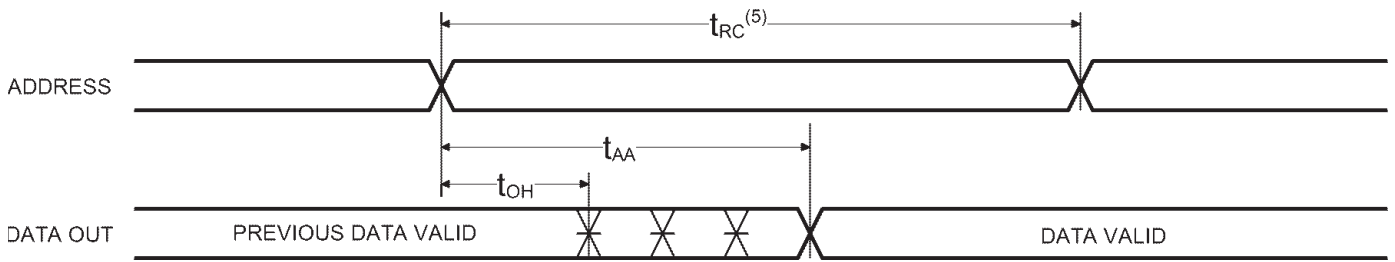 tRC(5)
ADDRESS
tAA
tOH
DATA OUT
PREVIOUS DATA VALID
DATA VALID